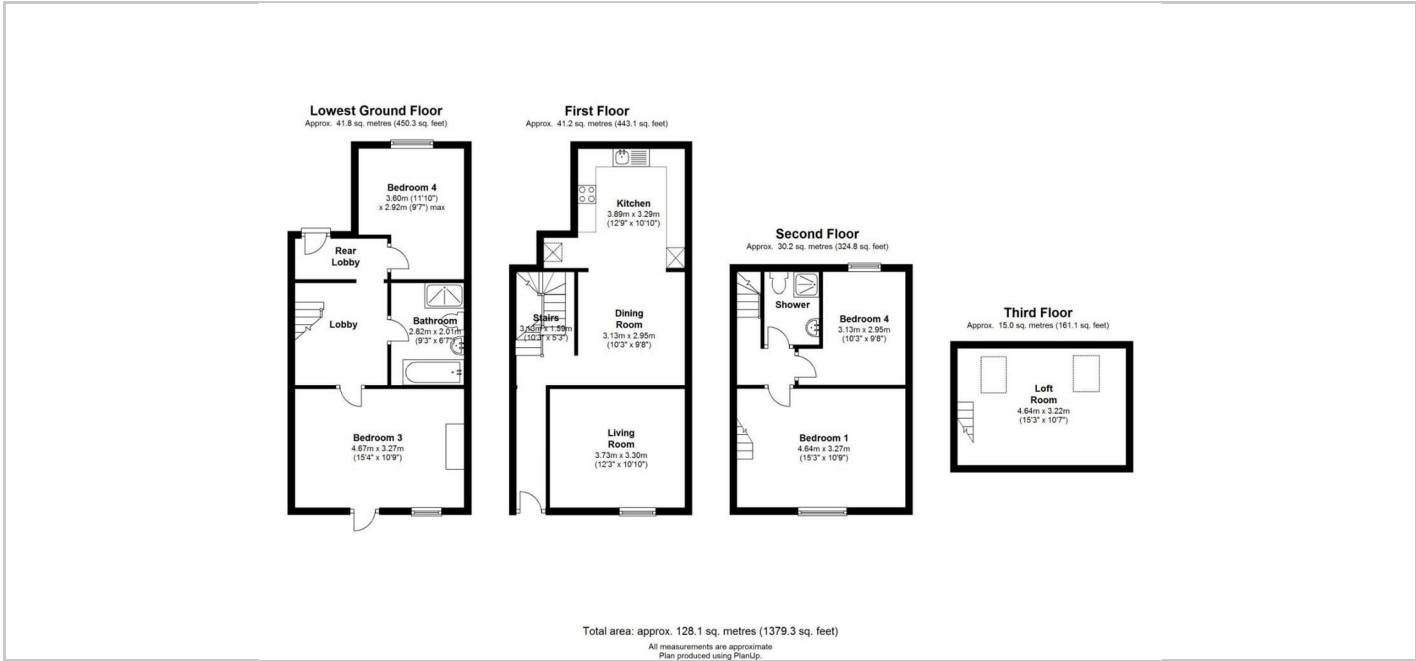 Lowest Ground Floor
Approx. 41.8 sq. metres (450.3 sq. feet)
Bedroom 4
3.60m (11'10")
x 2.92m (9'7") max
Rear
Lobby
Lobby
Bathroom
2.82m x 2.01m
(9'3" x 6'7")
Bedroom 3
4.67m x 3.27m
(15'4" x 10'9")
First Floor
Approx. 41.2 sq. metres (443.1 sq. feet)
Kitchen
3.89m x 3.29m
(12'9" x 10'10")
Stairs
3.13m x 1.59m
(10'3" x 5'3")
Dining
Room
3.13m x 2.95m
(10'3" x 9'8")
Living
Room
3.73m x 3.30m
(12'3" x 10'10")
Second Floor
Approx. 30.2 sq. metres (324.8 sq. feet)
Shower
Bedroom 4
3.13m x 2.95m
(10'3" x 9'8")
Bedroom 1
4.64m x 3.27m
(15'3" x 10'9")
Third Floor
Approx. 15.0 sq. metres (161.1 sq. feet)
Loft
Room
4.64m x 3.22m
(15'3" x 10'7")
Total area: approx. 128.1 sq. metres (1379.3 sq. feet)
All measurements are approximate
Plan produced using PlanUp.